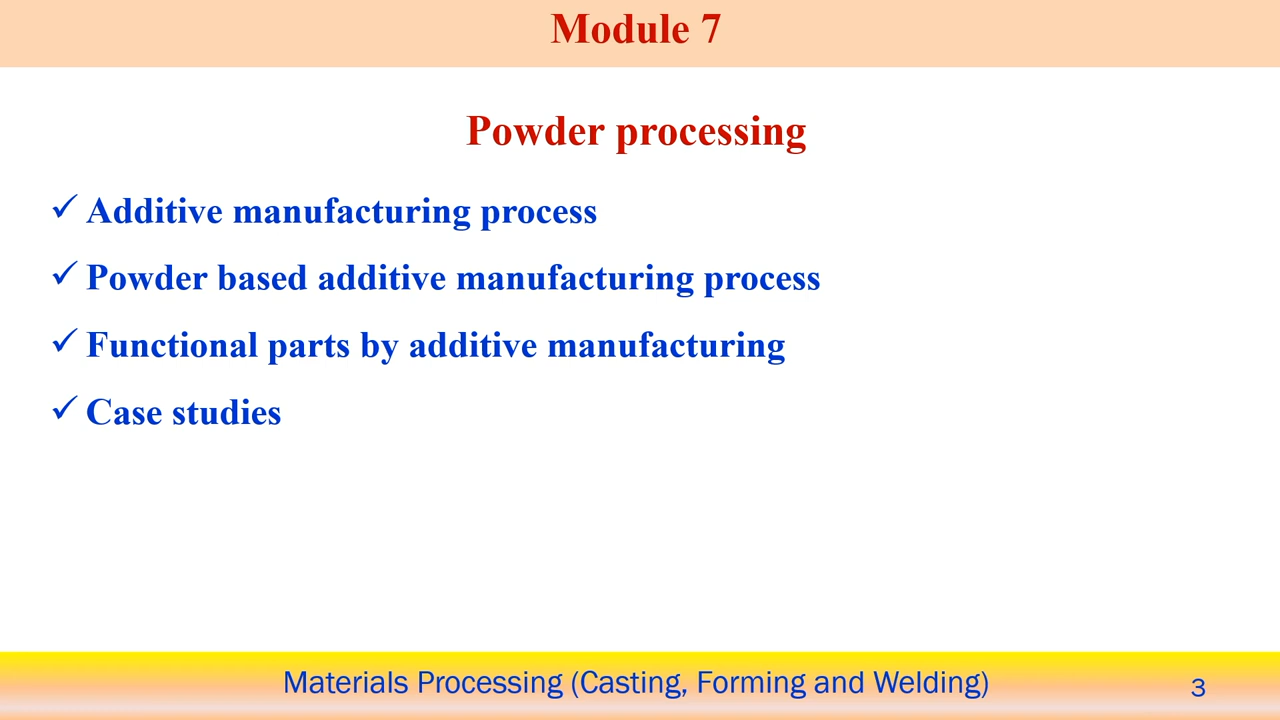 Module 7
Powder processing
✓ Additive manufacturing process
✓ Powder based additive manufacturing process
✓ Functional parts by additive manufacturing
✓ Case studies
Materials Processing (Casting, Forming and Welding)
3